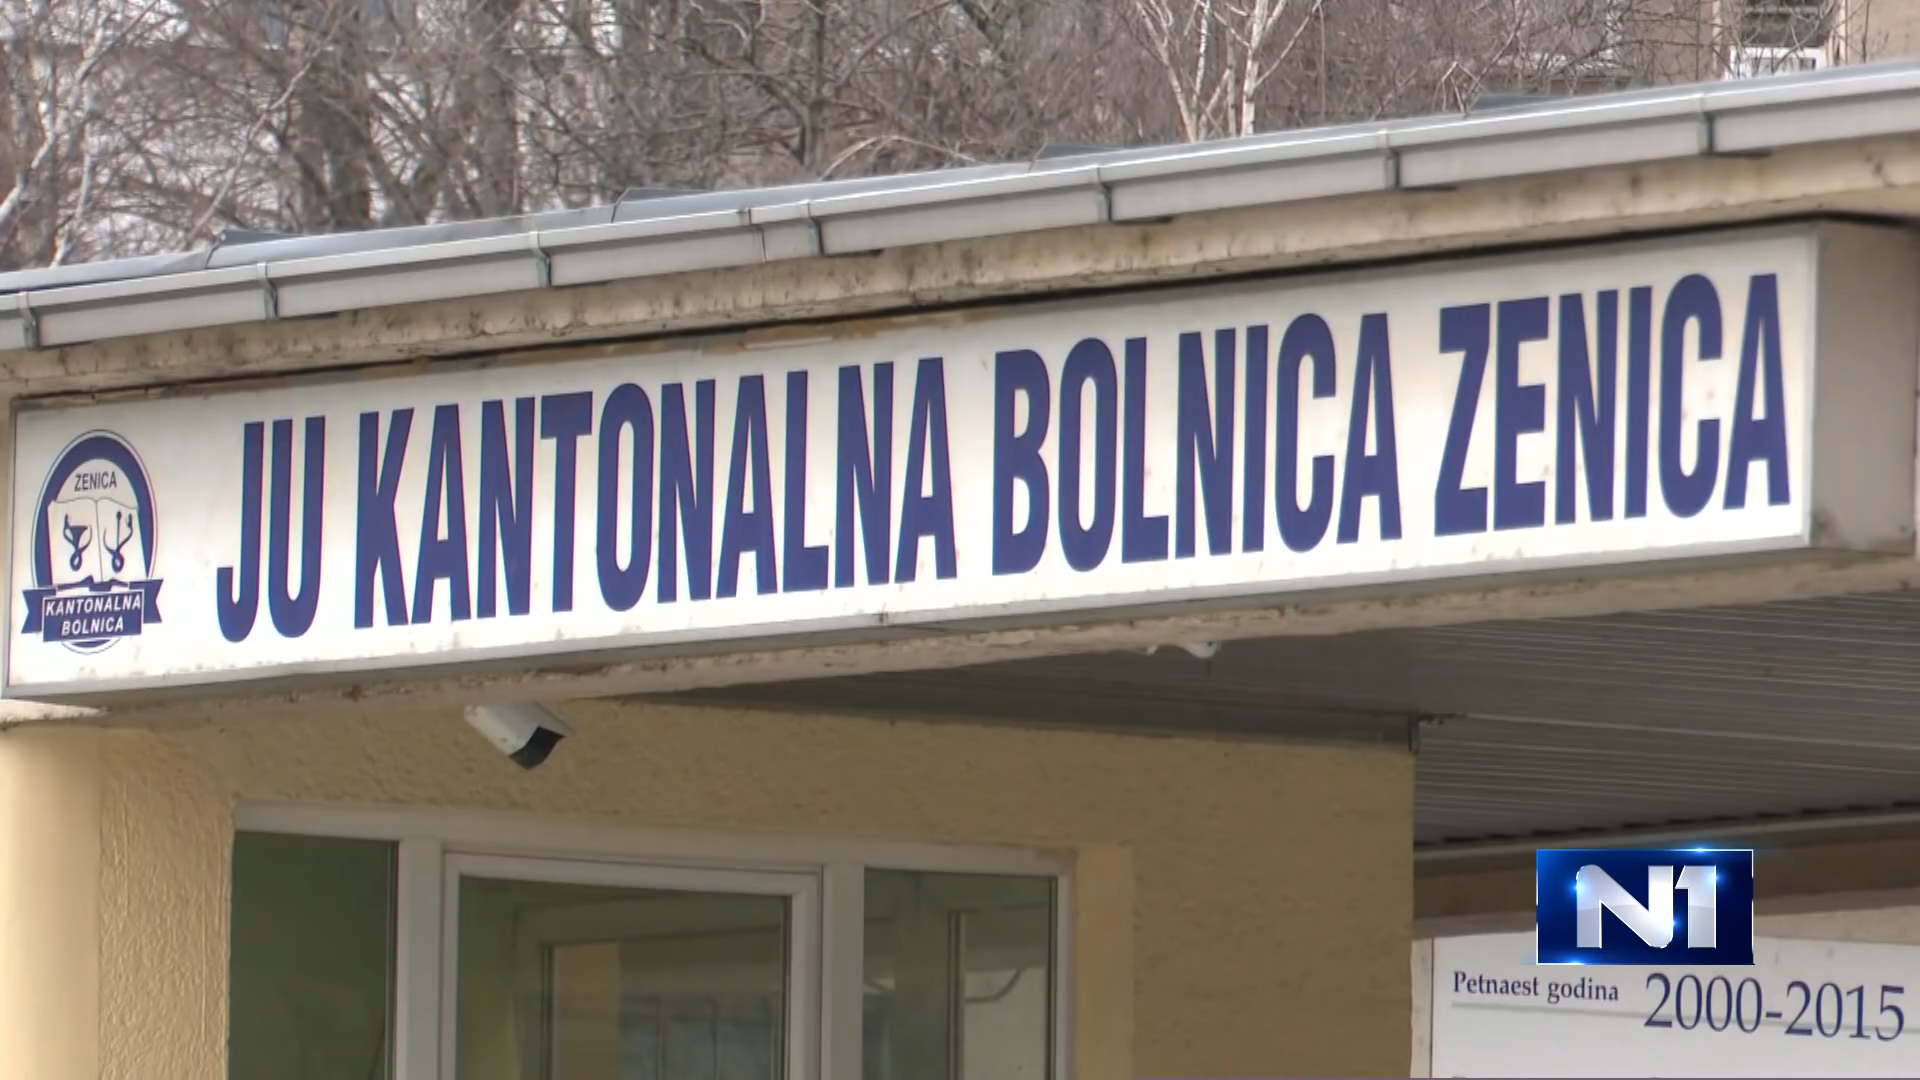 JU KANTONALNA BOLNICA ZENICA
ZENICA
KANTONALNA
BOLNICA
N1
Petnaest godina 2000-2015